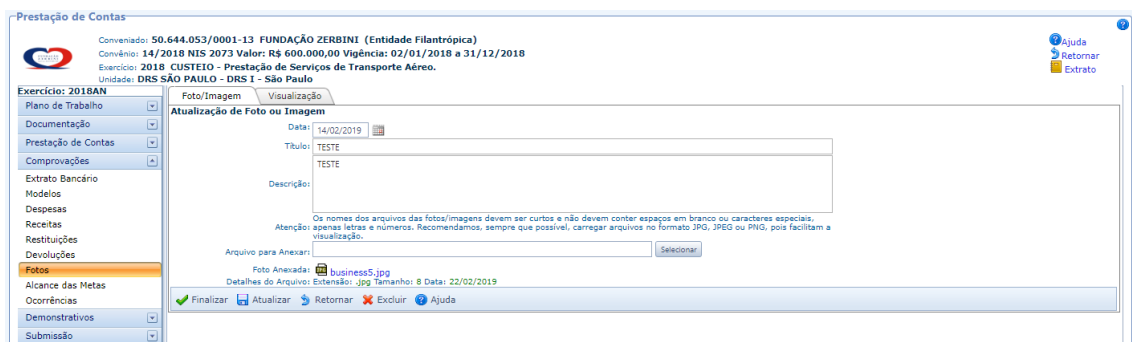 Prestação de Contas
Conveniado: 50.644.053/0001-13 FUNDAÇÃO ZERBINI (Entidade Filantrópica)
Convênio: 14/2018 NIS 2073 Valor: R$ 600.000,00 Vigência: 02/01/2018 a 31/12/2018
Exercício: 2018 CUSTEIO - Prestação de Serviços de Transporte Aéreo.
Unidade: DRS SÃO PAULO - DRS I - São Paulo
Ajuda
Retornar
Extrato
Exercício: 2018AN
Plano de Trabalho
Documentação
Prestação de Contas
Comprovações
Extrato Bancário
Modelos
Despesas
Receitas
Restituições
Devoluções
Fotos
Alcance das Metas
Ocorrências
Demonstrativos
Submissão
Foto/Imagem Visualização
Atualização de Foto ou Imagem
Data: 14/02/2019
Título: TESTE
Descrição: TESTE
Atenção: Os nomes dos arquivos das fotos/imagens devem ser curtos e não devem conter espaços em branco ou caracteres especiais,
apenas letras e números. Recomendamos, sempre que possível, carregar arquivos no formato JPG, JPEG ou PNG, pois facilitam a
visualização.
Arquivo para Anexar: Selecionar
Foto Anexada: business5.jpg
Detalhes do Arquivo: Extensão: .jpg Tamanho: 8 Data: 22/02/2019
Finalizar Atualizar Retornar Excluir Ajuda